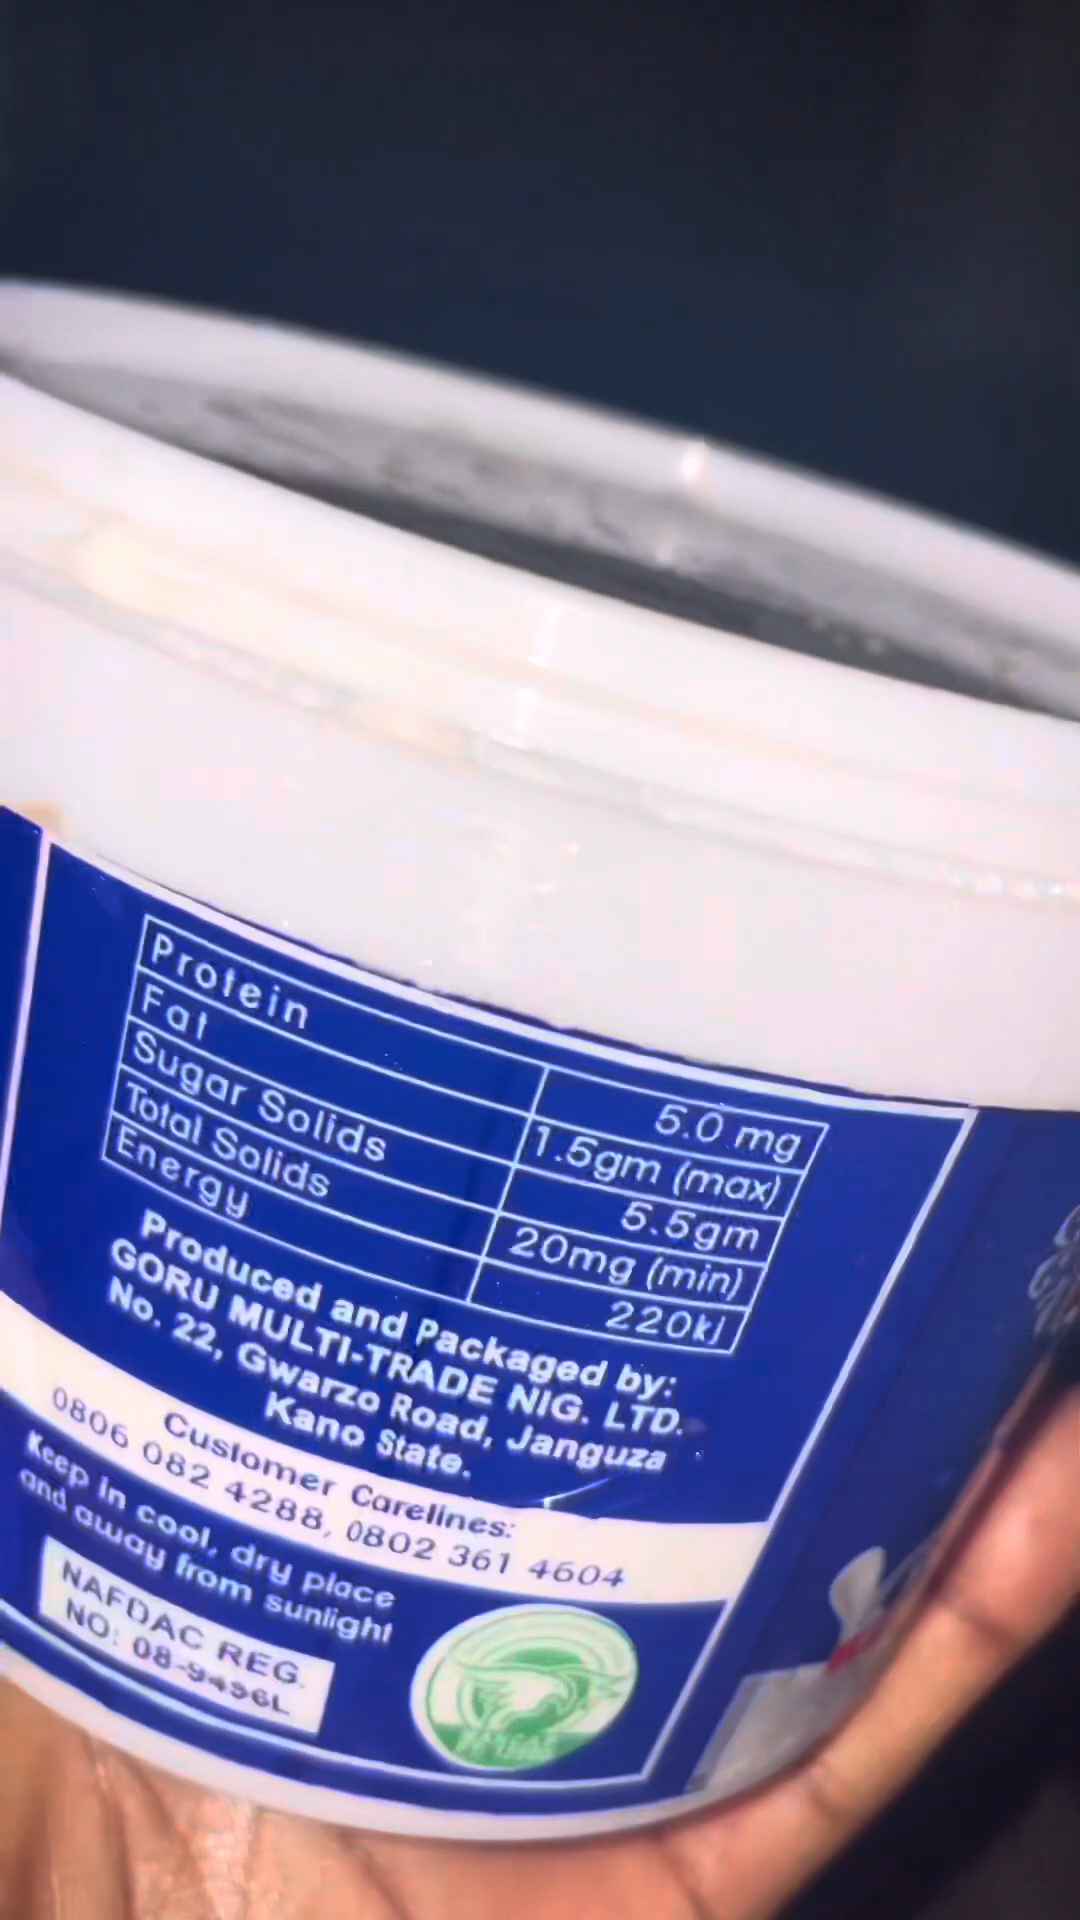 Protein 5.0 mg
Fat 1.5gm (max)
Sugar Solids 5.5gm
Total Solids 20mg (min)
Energy 220kj
Produced and Packaged by:
GORU MULTI-TRADE NIG. LTD.
No. 22, Gwarzo Road, Janguza
Kano State.
Customer Carelines:
0806 082 4288, 0802 361 4604
Keep in cool, dry place
and away from sunlight
NAFDAC REG.
NO: 08-9496L